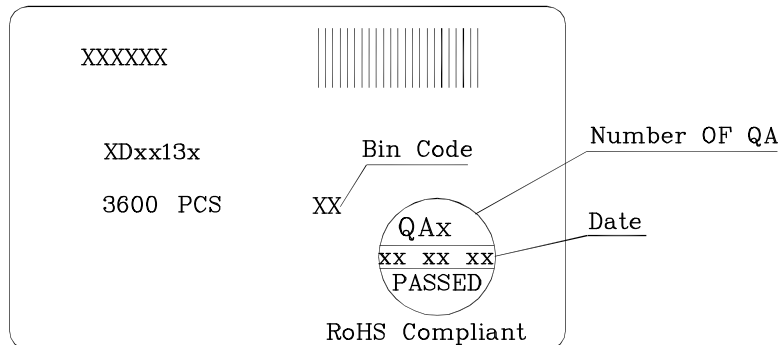 XXXXXX
XDxx13x
Bin Code
Number OF QA
3600 PCS
XX
QAx
Date
xx xx xx
PASSED
RoHS Compliant